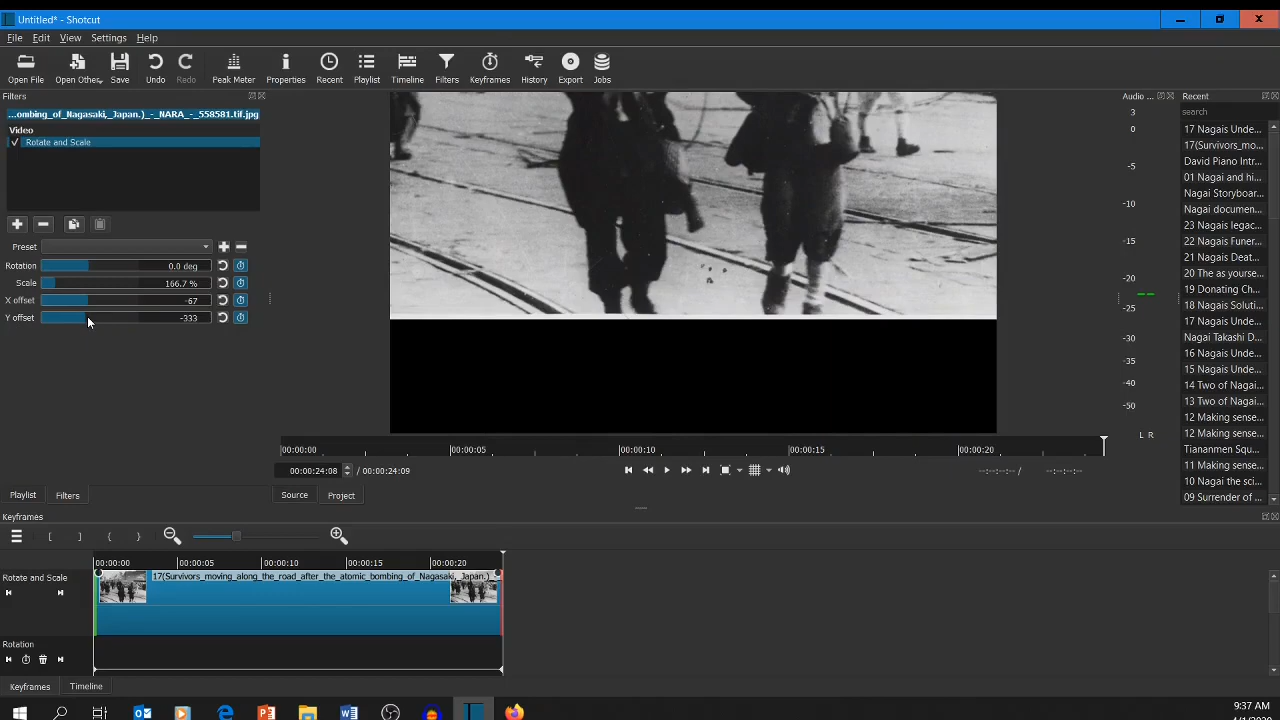 Untitled* - Shotcut
File Edit View Settings Help
Open File Open Other. Save Undo Redo Peak Meter Properties Recent Playlist Timeline Filters Keyframes History Export Jobs
Filters
...ombing_of_Nagasaki,_Japan.)_-_NARA_-_558581.tif.jpg
Video
Rotate and Scale
Preset
Rotation 0.0 deg
Scale 166.7 %
X offset -67
Y offset -333
Audio ...
3
0
-5
-10
-15
-20
-25
-30
-35
-40
-50
L R
Recent
search
17 Nagais Unde...
17(Survivors_mo...
David Piano Intr...
01 Nagai and hi...
Nagai Storyboar...
Nagai documen...
23 Nagais legac...
22 Nagais Funer...
21 Nagais Deat...
20 The as yourse...
19 Donating Ch...
18 Nagais Soluti...
17 Nagais Unde...
Nagai Takashi D...
16 Nagais Unde...
15 Nagais Unde...
14 Two of Nagai...
13 Two of Nagai...
12 Making sense...
12 Making sense...
Tiananmen Squ...
11 Making sense...
10 Nagai the sci...
09 Surrender of ...
00:00:00 00:00:05 00:00:10 00:00:15 00:00:20
00:00:24:08 / 00:00:24:09 --:--:--:-- / --:--:--:--
Playlist Filters Source Project
Keyframes
00:00:00 00:00:05 00:00:10 00:00:15 00:00:20
Rotate and Scale
17(Survivors_moving_along_the_road_after_the_atomic_bombing_of_Nagasaki,_Japan.)_-
Rotation
Keyframes Timeline
9:37 AM